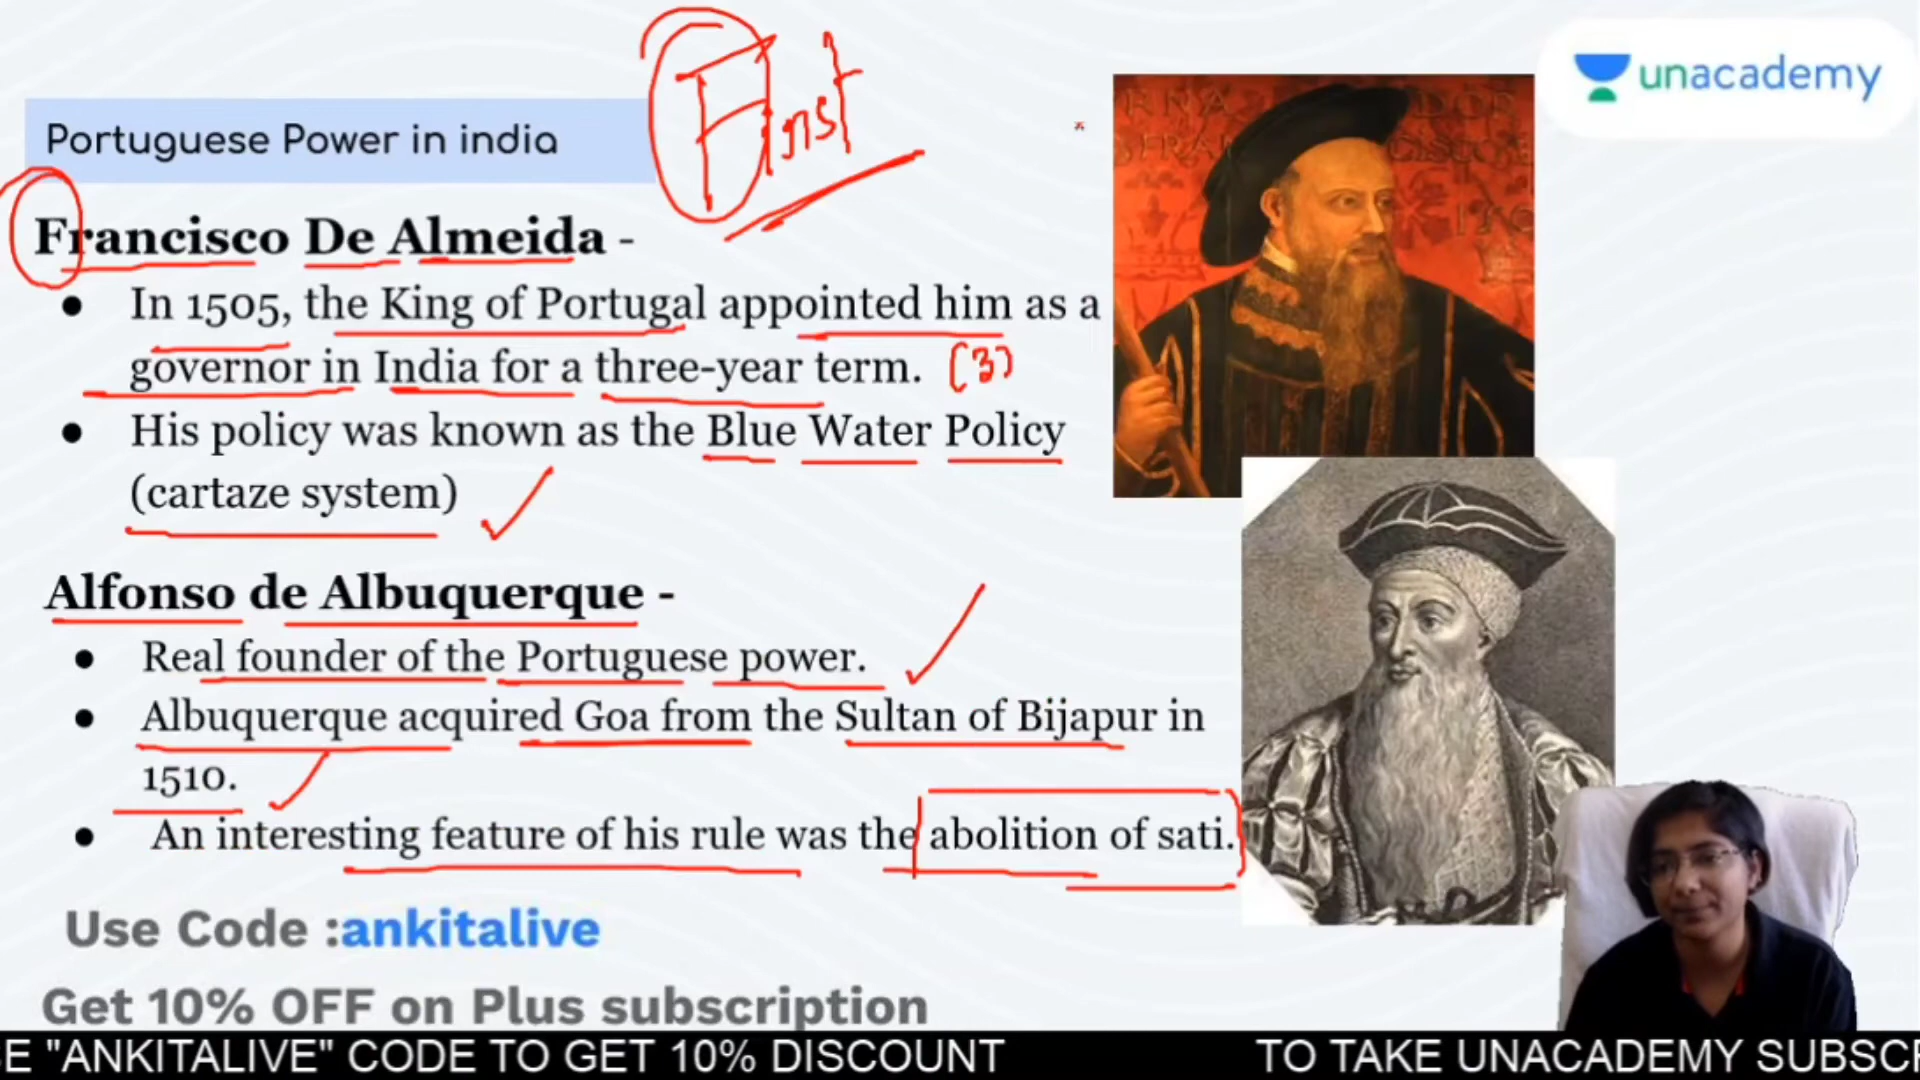 First
unacademy
Portuguese Power in india
Francisco De Almeida -
● In 1505, the King of Portugal appointed him as a
governor in India for a three-year term. (3)
● His policy was known as the Blue Water Policy
(cartaze system)
Alfonso de Albuquerque -
● Real founder of the Portuguese power.
● Albuquerque acquired Goa from the Sultan of Bijapur in
1510.
● An interesting feature of his rule was the abolition of sati.
Use Code :ankitalive
Get 10% OFF on Plus subscription
E "ANKITALIVE" CODE TO GET 10% DISCOUNT TO TAKE UNACADEMY SUBSCR